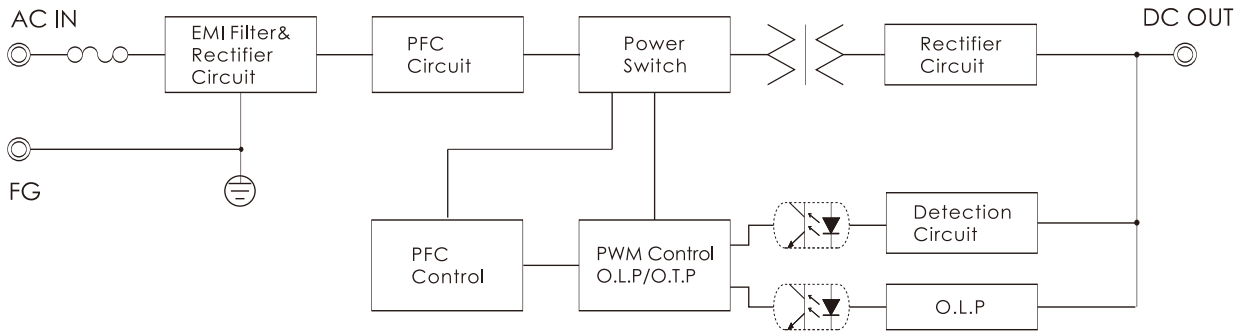 AC IN
DC OUT
EMI Filter&
Rectifier
Circuit
PFC
Circuit
Power
Switch
Rectifier
Circuit
FG
PFC
Control
PWM Control
O.L.P/O.T.P
Detection
Circuit
O.L.P